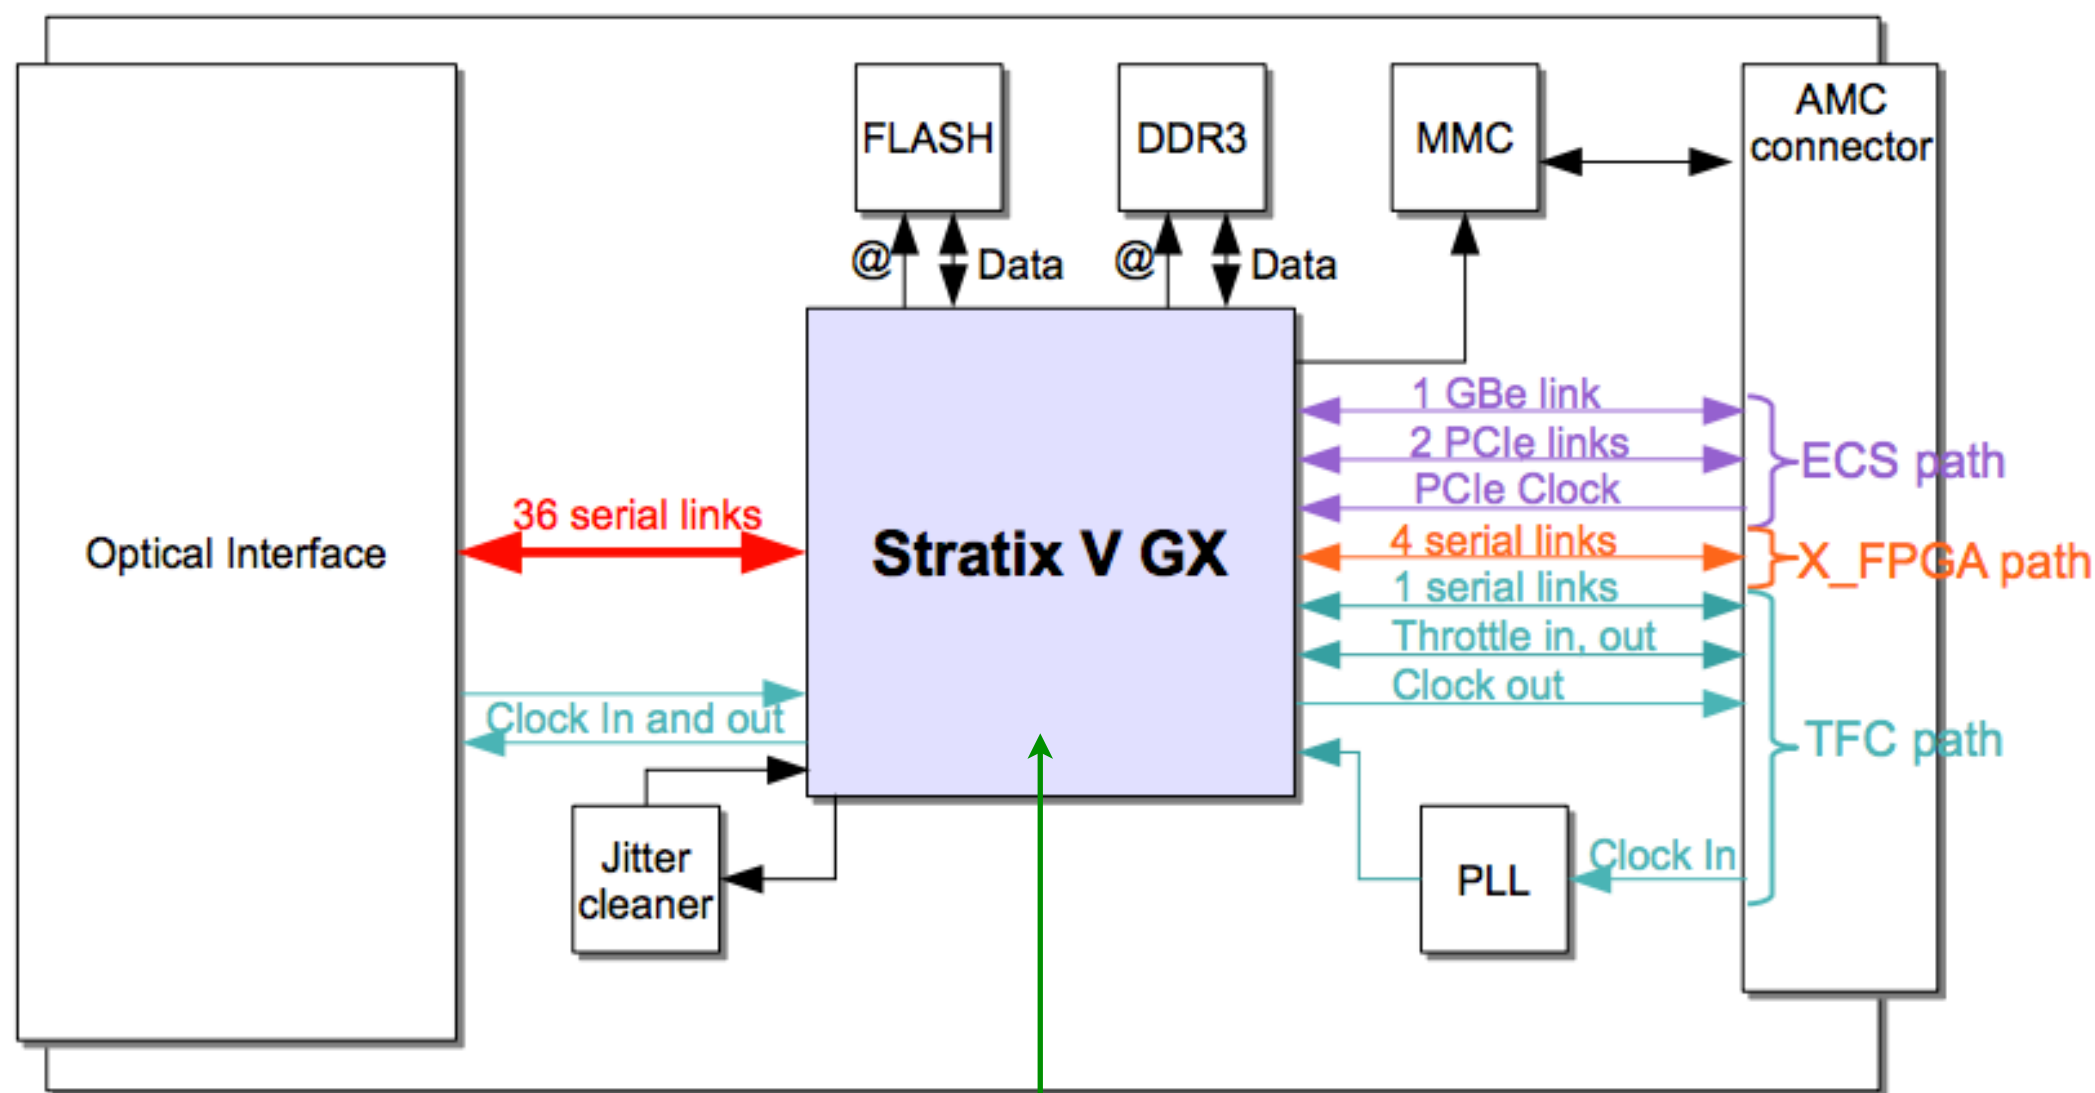 FLASH
DDR3
MMC
AMC
connector
@
Data
@
Data
1 GBe link
2 PCIe links
ECS path
PCIe Clock
36 serial links
4 serial links
Optical Interface
Stratix V GX
X_FPGA path
1 serial links
Throttle in, out
Clock out
Clock In and out
TFC path
Jitter
cleaner
PLL
Clock In